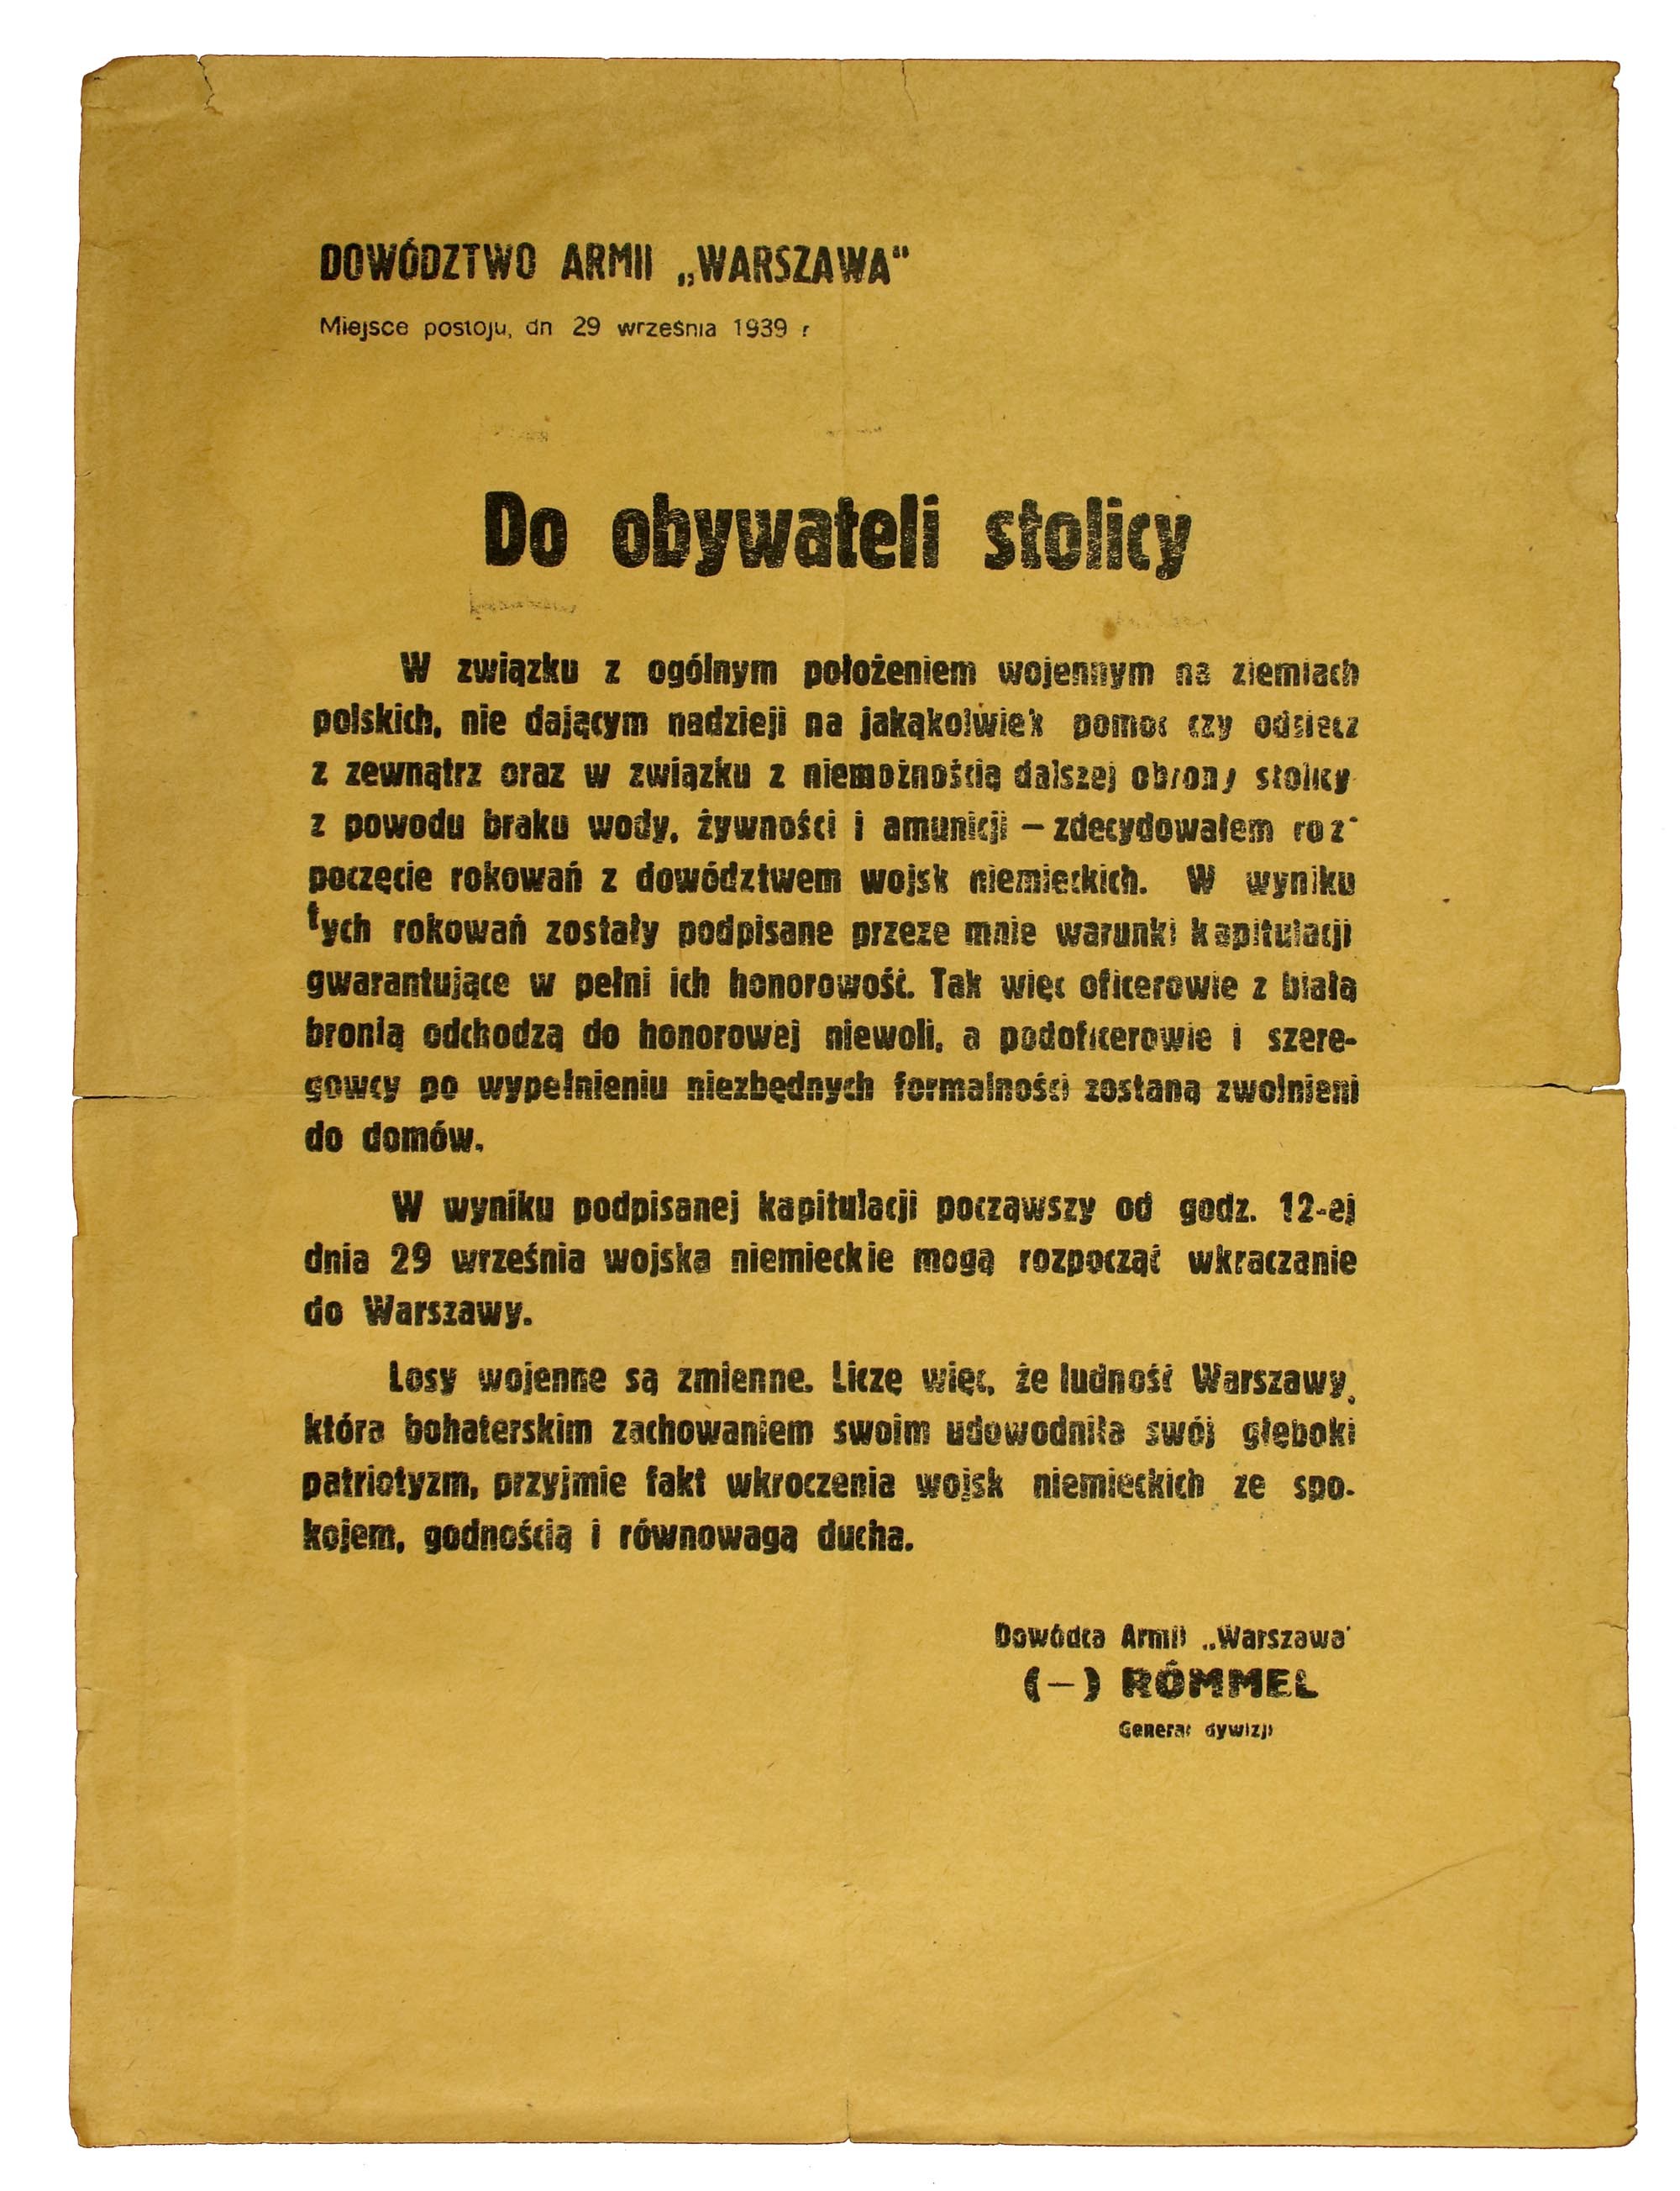 DOWÓDZTWO ARMII „WARSZAWA"
Miejsce postoju, dn 29 września 1939 r
Do obywateli stolicy
W związku z ogólnym położeniem wojennym na ziemiach
polskich, nie dającym nadzieji na jakąkolwiek pomoc czy odsiecz
z zewnątrz oraz w związku z niemożnością dalszej obrony stolicy
z powodu braku wody, żywności i amunicji – zdecydowałem roz-
poczęcie rokowań z dowództwem wojsk niemieckich. W wyniku
tych rokowań zostały podpisane przeze mnie warunki kapitulacji
gwarantujące w pełni ich honorowość. Tak więc oficerowie z białą
bronią odchodzą do honorowej niewoli, a podoficerowie i szere-
gowcy po wypełnieniu niezbędnych formalności zostaną zwolnieni
do domów.
W wyniku podpisanej kapitulacji począwszy od godz. 12-ej
dnia 29 września wojska niemieckie mogą rozpocząć wkraczanie
do Warszawy.
Losy wojenne są zmienne. Liczę więc, że ludność Warszawy,
która bohaterskim zachowaniem swoim udowodniła swój głęboki
patriotyzm, przyjmie fakt wkroczenia wojsk niemieckich ze spo-
kojem, godnością i równowagą ducha.
Dowódca Armii „Warszawa"
(–) RÓMMEL
Generał dywizji